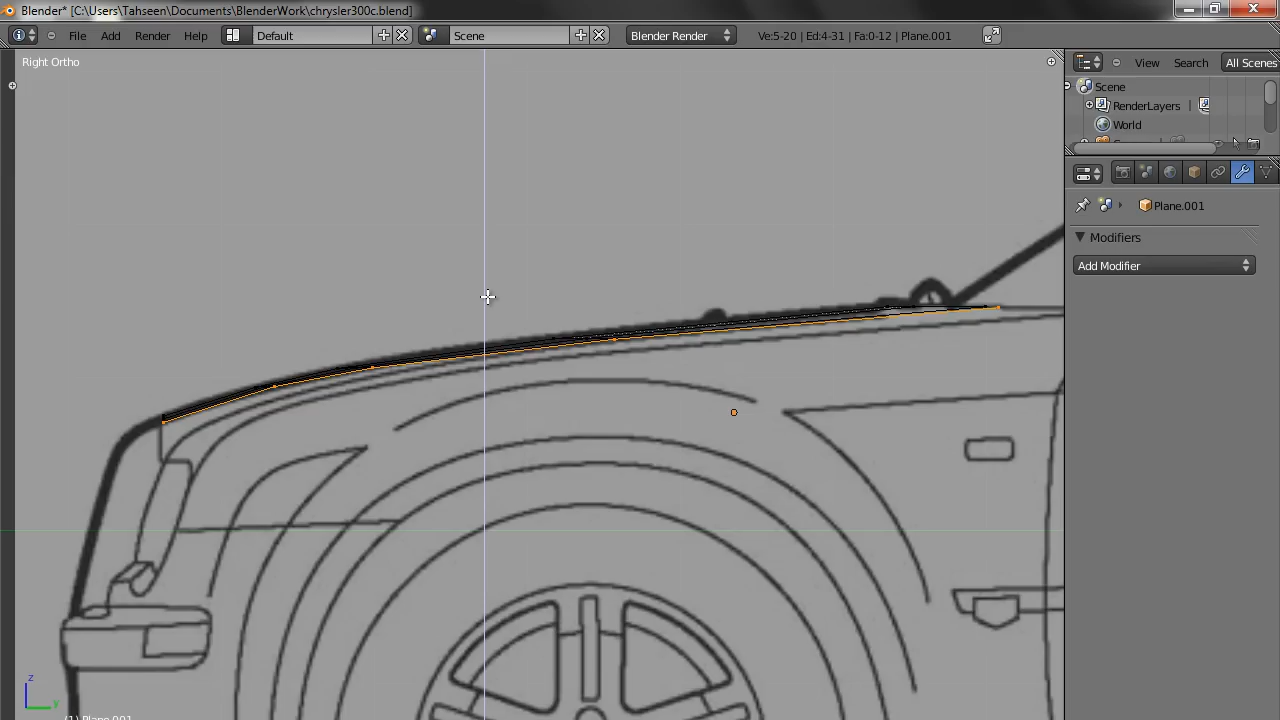 Blender* [C:\Users\Tahseen\Documents\BlenderWork\chrysler300c.blend]
File Add Render Help Default Scene Blender Render Ve:5-20 | Ed:4-31 | Fa:0-12 | Plane.001
Right Ortho
View Search All Scenes
Scene
RenderLayers |
World
Plane.001
Modifiers
Add Modifier
z
y
(1) Plane.001